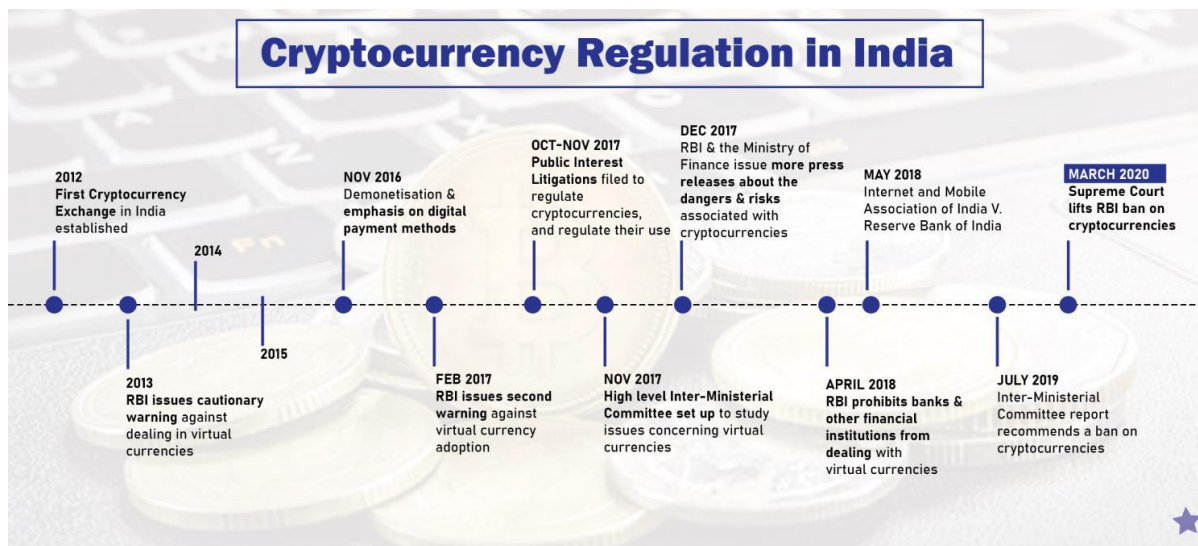 Cryptocurrency Regulation in India
2012
First Cryptocurrency
Exchange in India
established
2013
RBI issues cautionary
warning against
dealing in virtual
currencies
2014
2015
NOV 2016
Demonetisation &
emphasis on digital
payment methods
FEB 2017
RBI issues second
warning against
virtual currency
adoption
OCT-NOV 2017
Public Interest
Litigations filed to
regulate
cryptocurrencies,
and regulate their use
NOV 2017
High level Inter-Ministerial
Committee set up to study
issues concerning virtual
currencies
DEC 2017
RBI & the Ministry of
Finance issue more press
releases about the
dangers & risks
associated with
cryptocurrencies
APRIL 2018
RBI prohibits banks &
other financial
institutions from
dealing with
virtual currencies
MAY 2018
Internet and Mobile
Association of India V.
Reserve Bank of India
JULY 2019
Inter-Ministerial
Committee report
recommends a ban on
cryptocurrencies
MARCH 2020
Supreme Court
lifts RBI ban on
cryptocurrencies
Fn